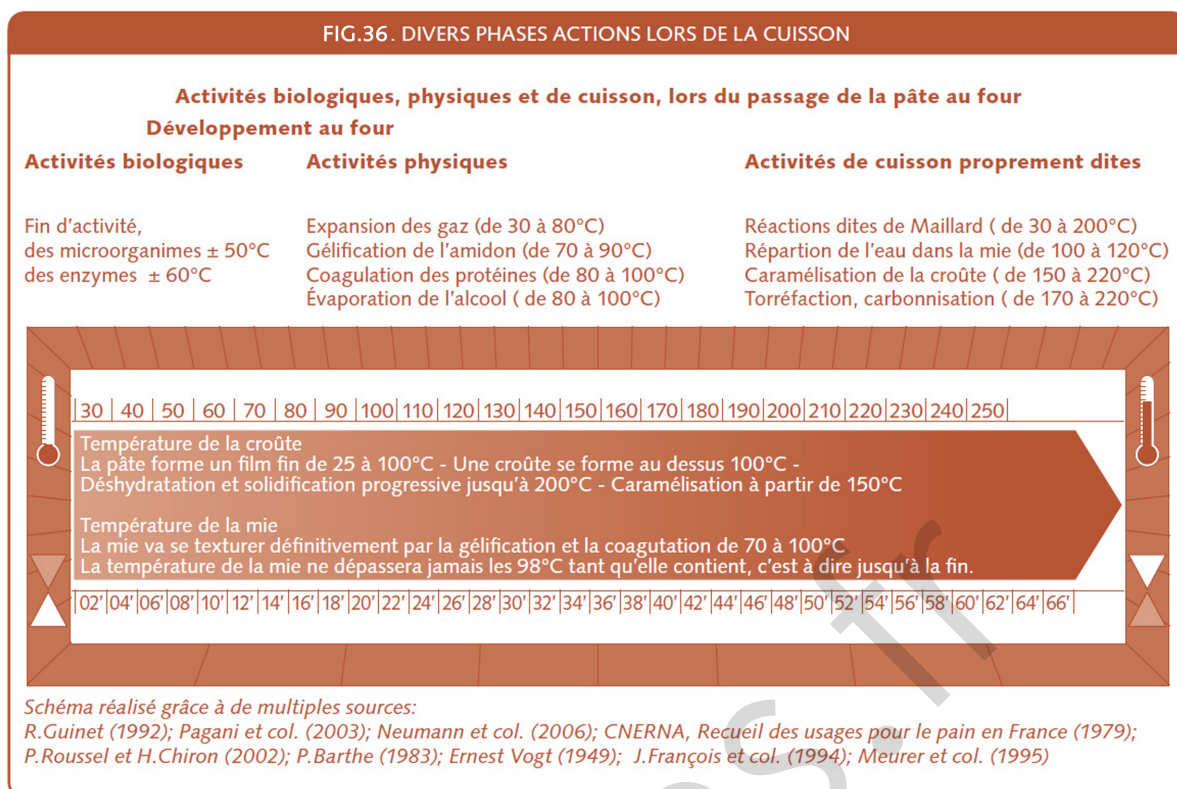 FIG.36. DIVERS PHASES ACTIONS LORS DE LA CUISSON
Activités biologiques, physiques et de cuisson, lors du passage de la pâte au four
Développement au four
Activités biologiques
Fin d'activité,
des microorganimes ± 50°C
des enzymes ± 60°C
Activités physiques
Expansion des gaz (de 30 à 80°C)
Gélification de l'amidon (de 70 à 90°C)
Coagulation des protéines (de 80 à 100°C)
Évaporation de l'alcool ( de 80 à 100°C)
Activités de cuisson proprement dites
Réactions dites de Maillard ( de 30 à 200°C)
Répartion de l'eau dans la mie (de 100 à 120°C)
Caramélisation de la croûte ( de 150 à 220°C)
Torréfaction, carbonnisation ( de 170 à 220°C)
|30|40|50|60|70|80|90|100|110|120|130|140|150|160|170|180|190|200|210|220|230|240|250|
Température de la croûte
La pâte forme un film fin de 25 à 100°C - Une croûte se forme au dessus 100°C -
Déshydratation et solidification progressive jusqu'à 200°C - Caramélisation à partir de 150°C
Température de la mie
La mie va se texturer définitivement par la gélification et la coagutation de 70 à 100°C
La température de la mie ne dépassera jamais les 98°C tant qu'elle contient, c'est à dire jusqu'à la fin.
|02'|04'|06'|08'|10'|12'|14'|16'|18'|20'|22'|24'|26'|28'|30'|32'|34'|36'|38'|40'|42'|44'|46'|48'|50'|52'|54'|56'|58'|60'|62'|64'|66'|
Schéma réalisé grâce à de multiples sources:
R.Guinet (1992); Pagani et col. (2003); Neumann et col. (2006); CNERNA, Recueil des usages pour le pain en France (1979);
P.Roussel et H.Chiron (2002); P.Barthe (1983); Ernest Vogt (1949); J.François et col. (1994); Meurer et col. (1995)
s.fr